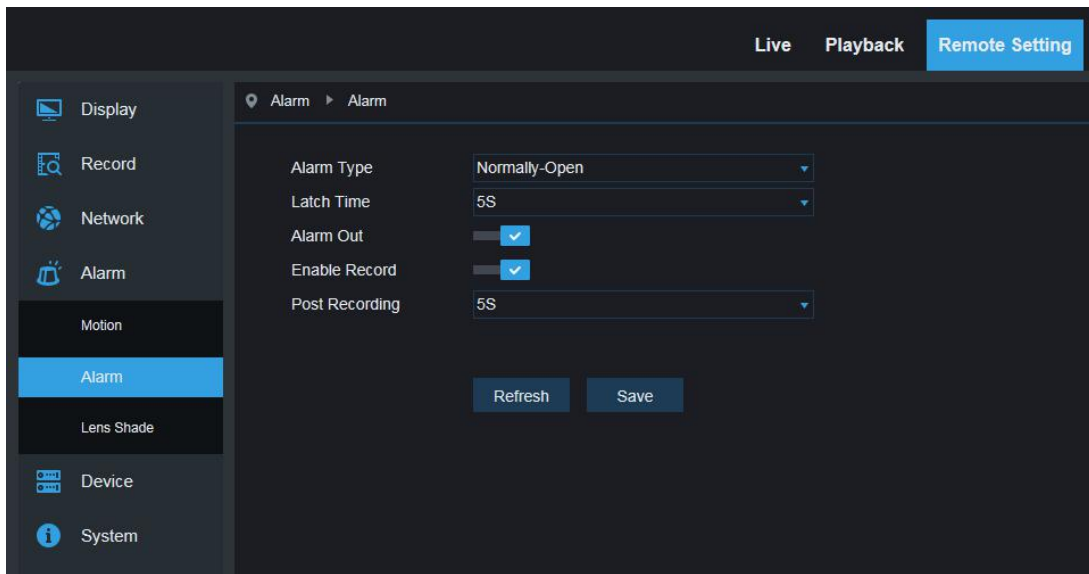 Live Playback Remote Setting
Display
Record
Network
Alarm
Motion
Alarm
Lens Shade
Device
System
Alarm Alarm
Alarm Type Normally-Open
Latch Time 5S
Alarm Out
Enable Record
Post Recording 5S
Refresh Save